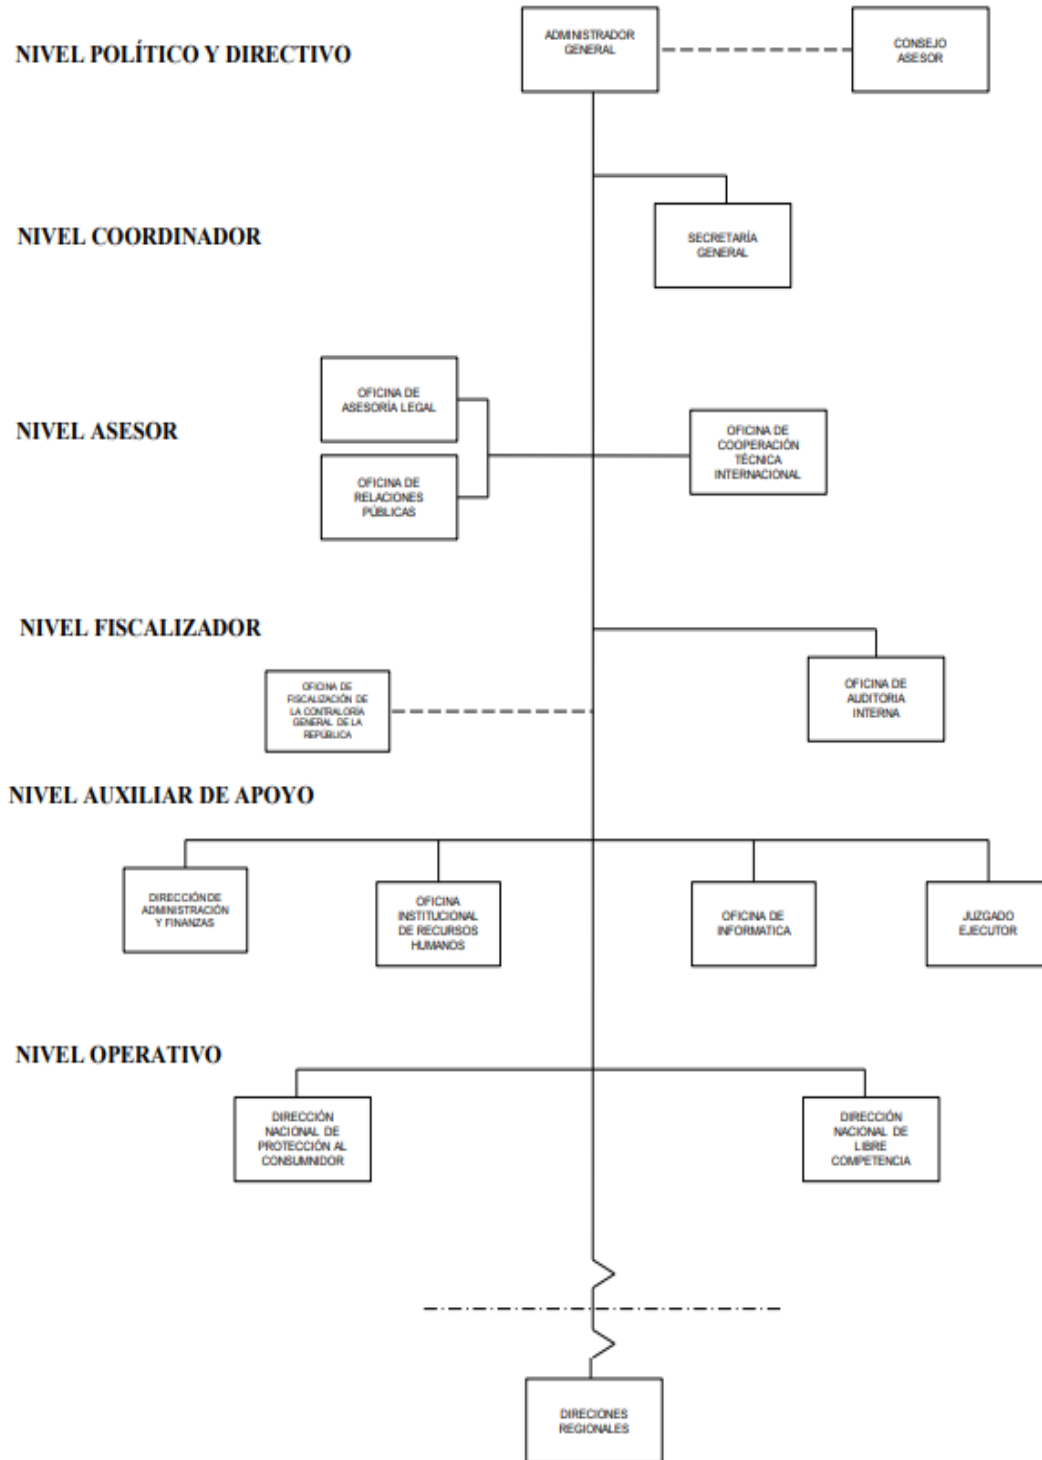 NIVEL POLÍTICO Y DIRECTIVO
ADMINISTRADOR
GENERAL
CONSEJO
ASESOR
NIVEL COORDINADOR
SECRETARÍA
GENERAL
NIVEL ASESOR
OFICINA DE
ASESORÍA LEGAL
OFICINA DE
RELACIONES
PÚBLICAS
OFICINA DE
COOPERACIÓN
TÉCNICA
INTERNACIONAL
NIVEL FISCALIZADOR
OFICINA DE
FISCALIZACIÓN DE
LA CONTRALORÍA
GENERAL DE LA
REPÚBLICA
OFICINA DE
AUDITORIA
INTERNA
NIVEL AUXILIAR DE APOYO
DIRECCIÓN DE
ADMINISTRACIÓN
Y FINANZAS
OFICINA
INSTITUCIONAL
DE RECURSOS
HUMANOS
OFICINA DE
INFORMATICA
JUZGADO
EJECUTOR
NIVEL OPERATIVO
DIRECCIÓN
NACIONAL DE
PROTECCIÓN AL
CONSUMNIDOR
DIRECCIÓN
NACIONAL DE
LIBRE
COMPETENCIA
DIRECIONES
REGIONALES